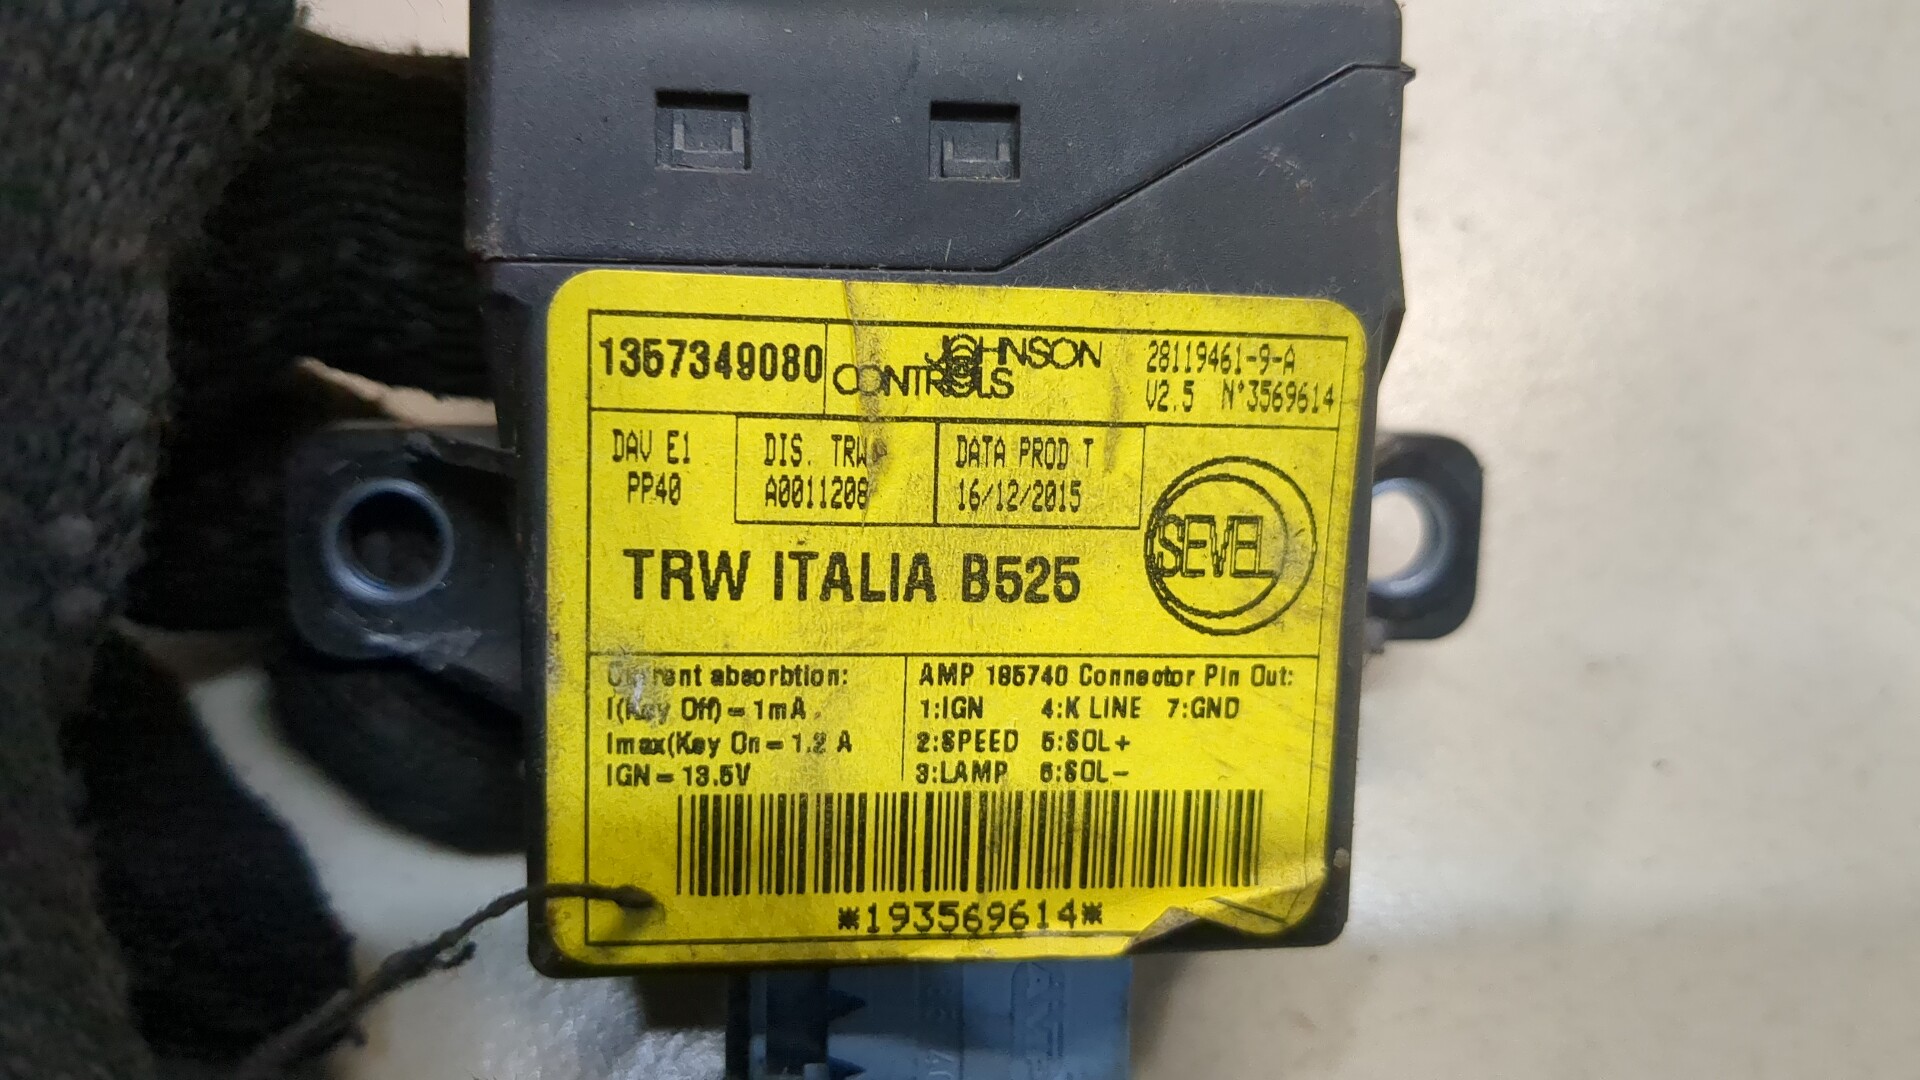 1357349080
JOHNSON
CONTROLS
28119461-9-A
V2.5 N°3569614
DAV E1
PP40
DIS. TRW
A0011208
DATA PROD T
16/12/2015
SEVEL
TRW ITALIA B525
Current absorbtion:
I(Key Off) = 1mA
Imax(Key On = 1.2 A
IGN = 13.5V
AMP 185740 Connector Pin Out:
1:IGN 4:K LINE 7:GND
2:SPEED 5:SOL+
3:LAMP 6:SOL-
*193569614*